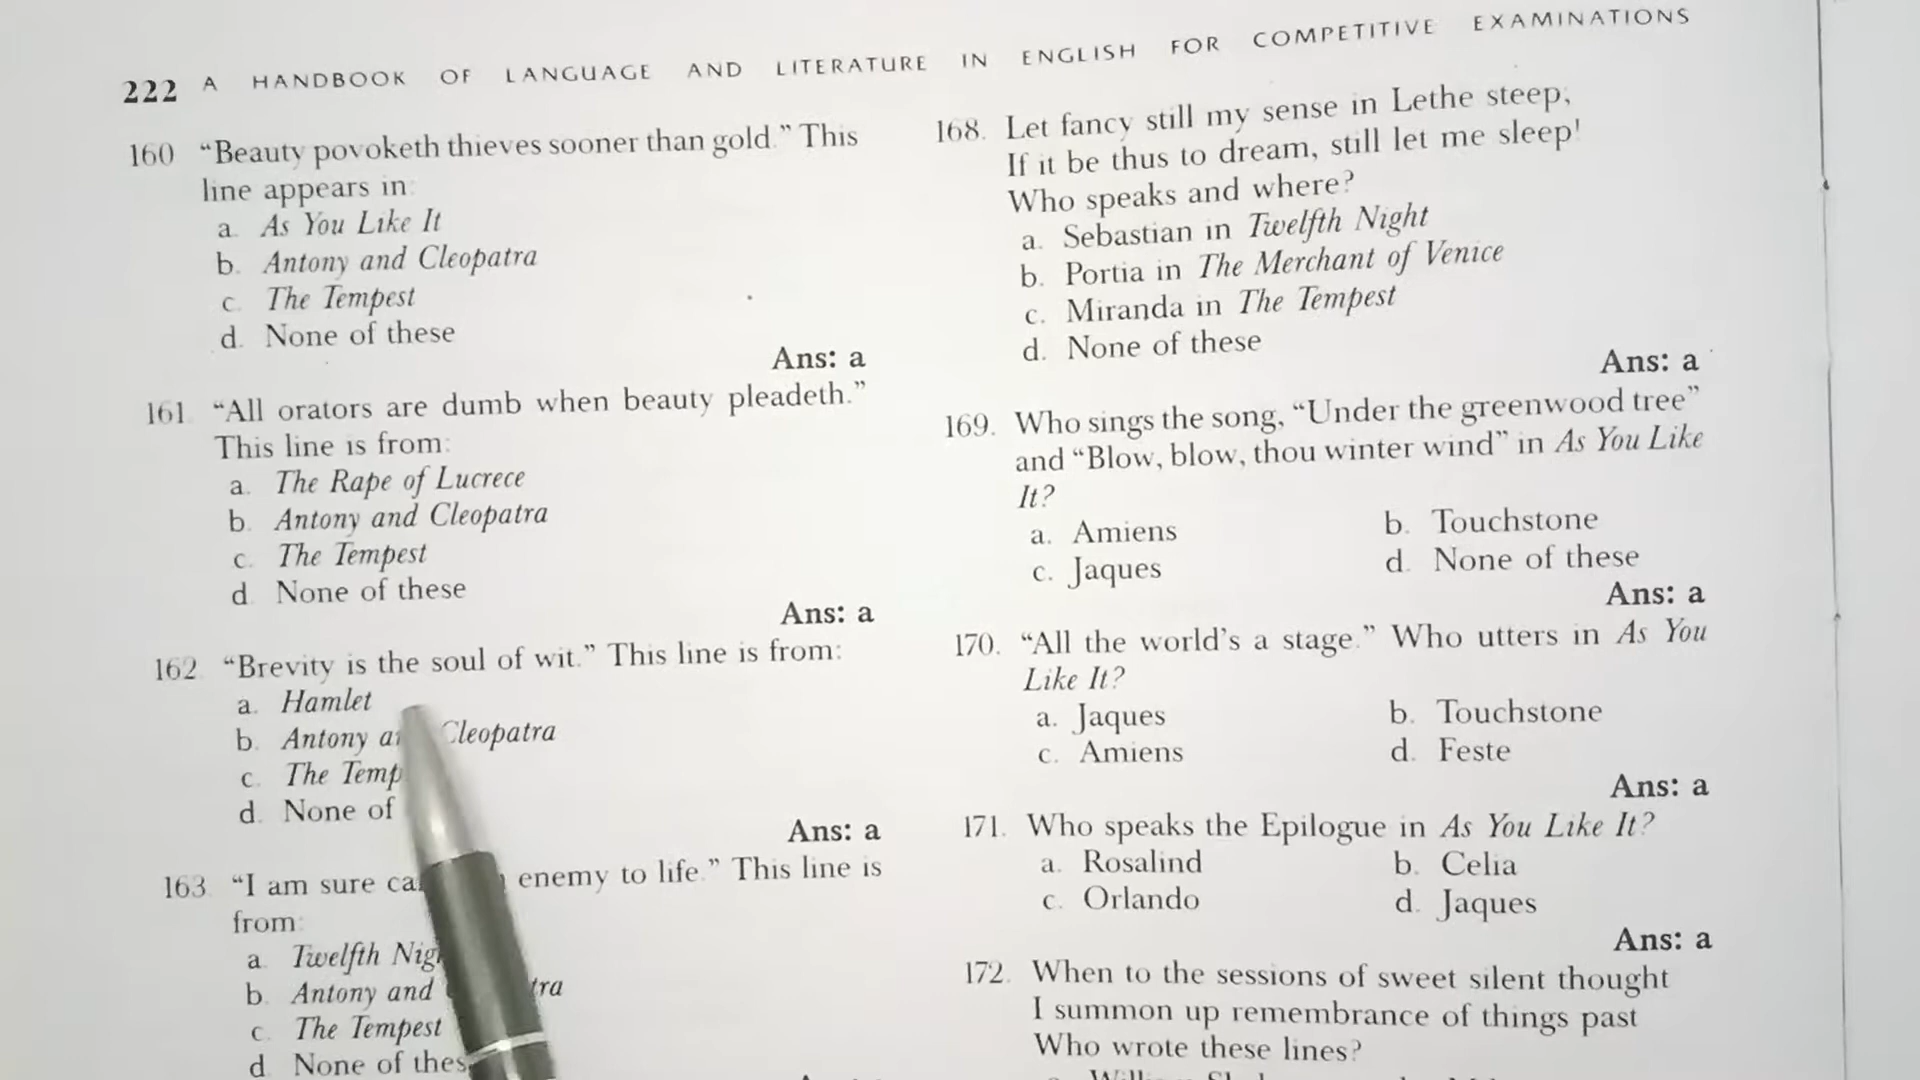 222 A HANDBOOK OF LANGUAGE AND LITERATURE IN ENGLISH FOR COMPETITIVE EXAMINATIONS
160 “Beauty povoketh thieves sooner than gold.” This
line appears in:
a. As You Like It
b. Antony and Cleopatra
c. The Tempest
d. None of these
Ans: a
161. “All orators are dumb when beauty pleadeth.”
This line is from:
a. The Rape of Lucrece
b. Antony and Cleopatra
c. The Tempest
d. None of these
Ans: a
162. “Brevity is the soul of wit.” This line is from:
a. Hamlet
b. Antony Cleopatra
c. The
d. None of
Ans: a
163 “I am sure enemy to life.” This line is
from:
a. Twelfth
b. Antony and
c. The Tempest
d. None of
168. Let fancy still my sense in Lethe steep;
If it be thus to dream, still let me sleep!
Who speaks and where?
a. Sebastian in Twelfth Night
b. Portia in The Merchant of Venice
c. Miranda in The Tempest
d. None of these
Ans: a
169. Who sings the song, “Under the greenwood tree”
and “Blow, blow, thou winter wind” in As You Like
It?
a. Amiens b. Touchstone
c. Jaques d. None of these
Ans: a
170. “All the world’s a stage.” Who utters in As You
Like It?
a. Jaques b. Touchstone
c. Amiens d. Feste
Ans: a
171. Who speaks the Epilogue in As You Like It?
a. Rosalind b. Celia
c. Orlando d. Jaques
Ans: a
172. When to the sessions of sweet silent thought
I summon up remembrance of things past
Who wrote these lines?